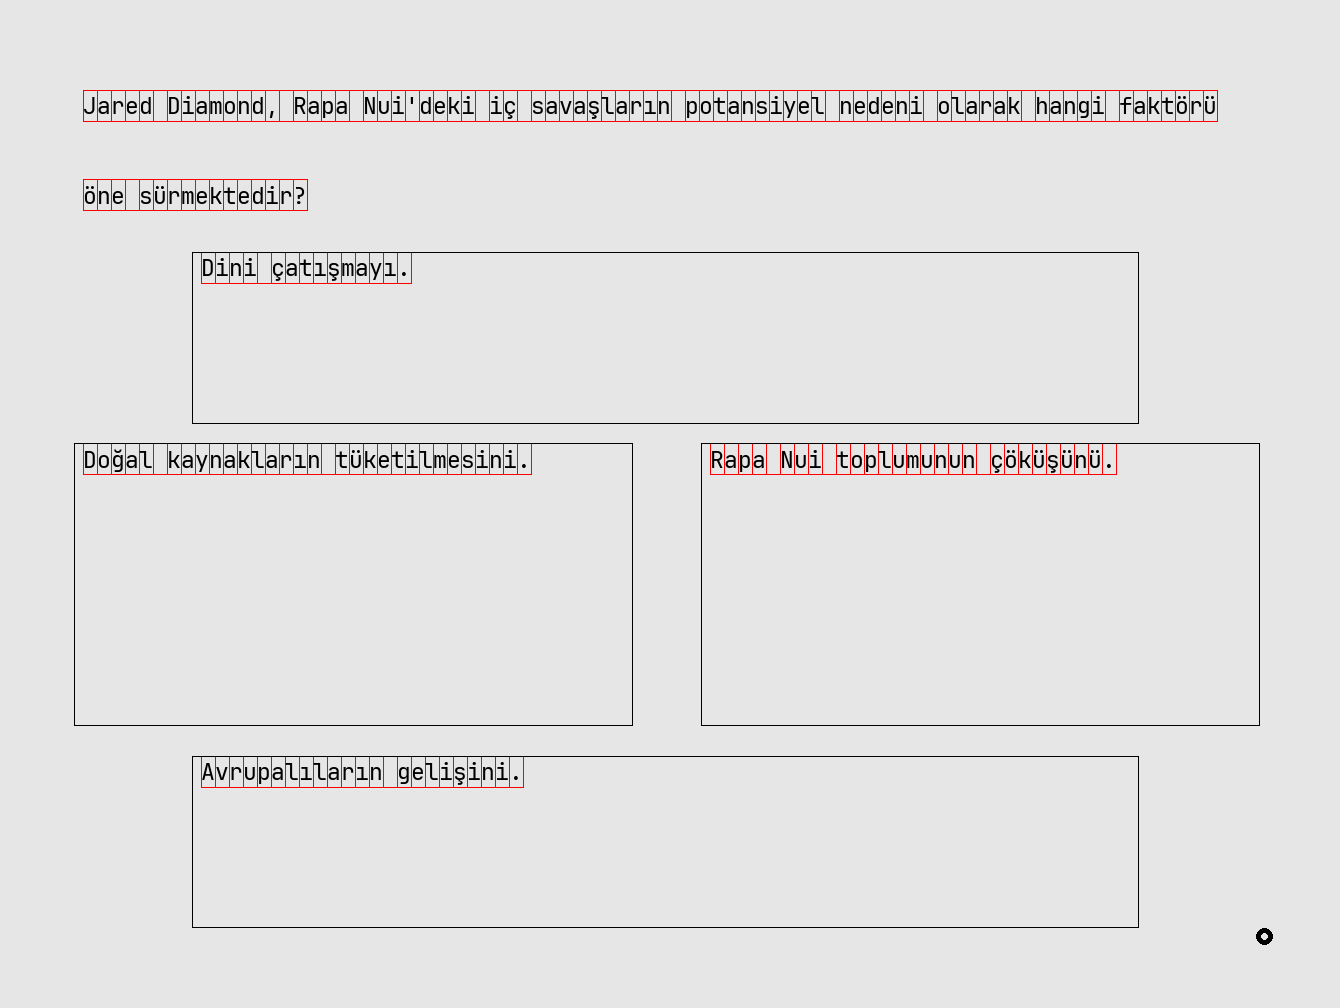 Jared Diamond, Rapa Nui'deki iç savaşların potansiyel nedeni olarak hangi faktörü
öne sürmektedir?
Dini çatışmayı.
Doğal kaynakların tüketilmesini.
Rapa Nui toplumunun çöküşünü.
Avrupalıların gelişini.